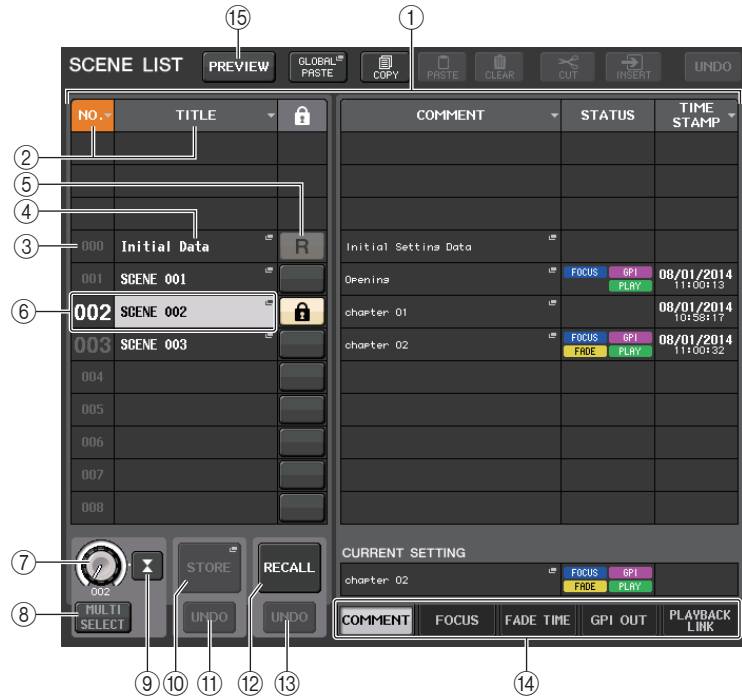 ⑮ ①
SCENE LIST PREVIEW GLOBAL PASTE COPY PASTE CLEAR CUT INSERT UNDO
NO. TITLE COMMENT STATUS TIME STAMP
②
⑤
④
③ 000 Initial Data R Initial Setting Data
001 SCENE 001 Opening FOCUS GPI PLAY 08/01/2014 11:00:13
⑥ 002 SCENE 002 chapter 01 08/01/2014 10:58:17
003 SCENE 003 chapter 02 FOCUS GPI FADE PLAY 08/01/2014 11:00:32
004
005
006
007
008
⑦ 002 STORE RECALL CURRENT SETTING
chapter 02 FOCUS GPI FADE PLAY
⑧ MULTI SELECT UNDO UNDO COMMENT FOCUS FADE TIME GPI OUT PLAYBACK LINK
⑨ ⑩ ⑪ ⑫ ⑬ ⑭